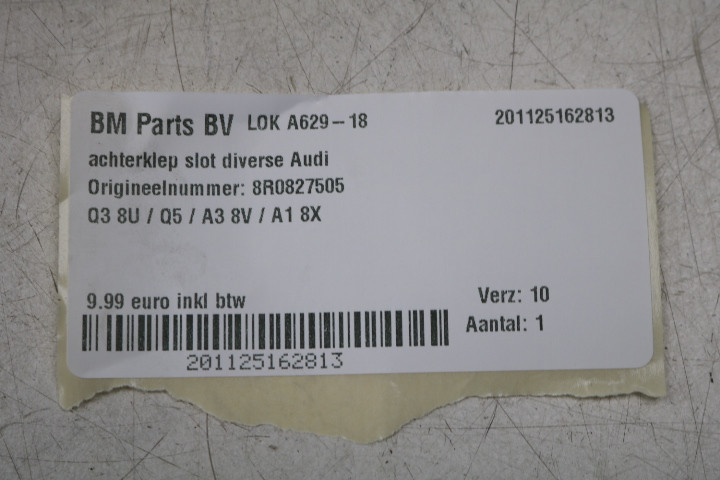 BM Parts BV LOK A629-18 201125162813
achterklep slot diverse Audi
Origineelnummer: 8R0827505
Q3 8U / Q5 / A3 8V / A1 8X
9.99 euro inkl btw Verz: 10
Aantal: 1
201125162813